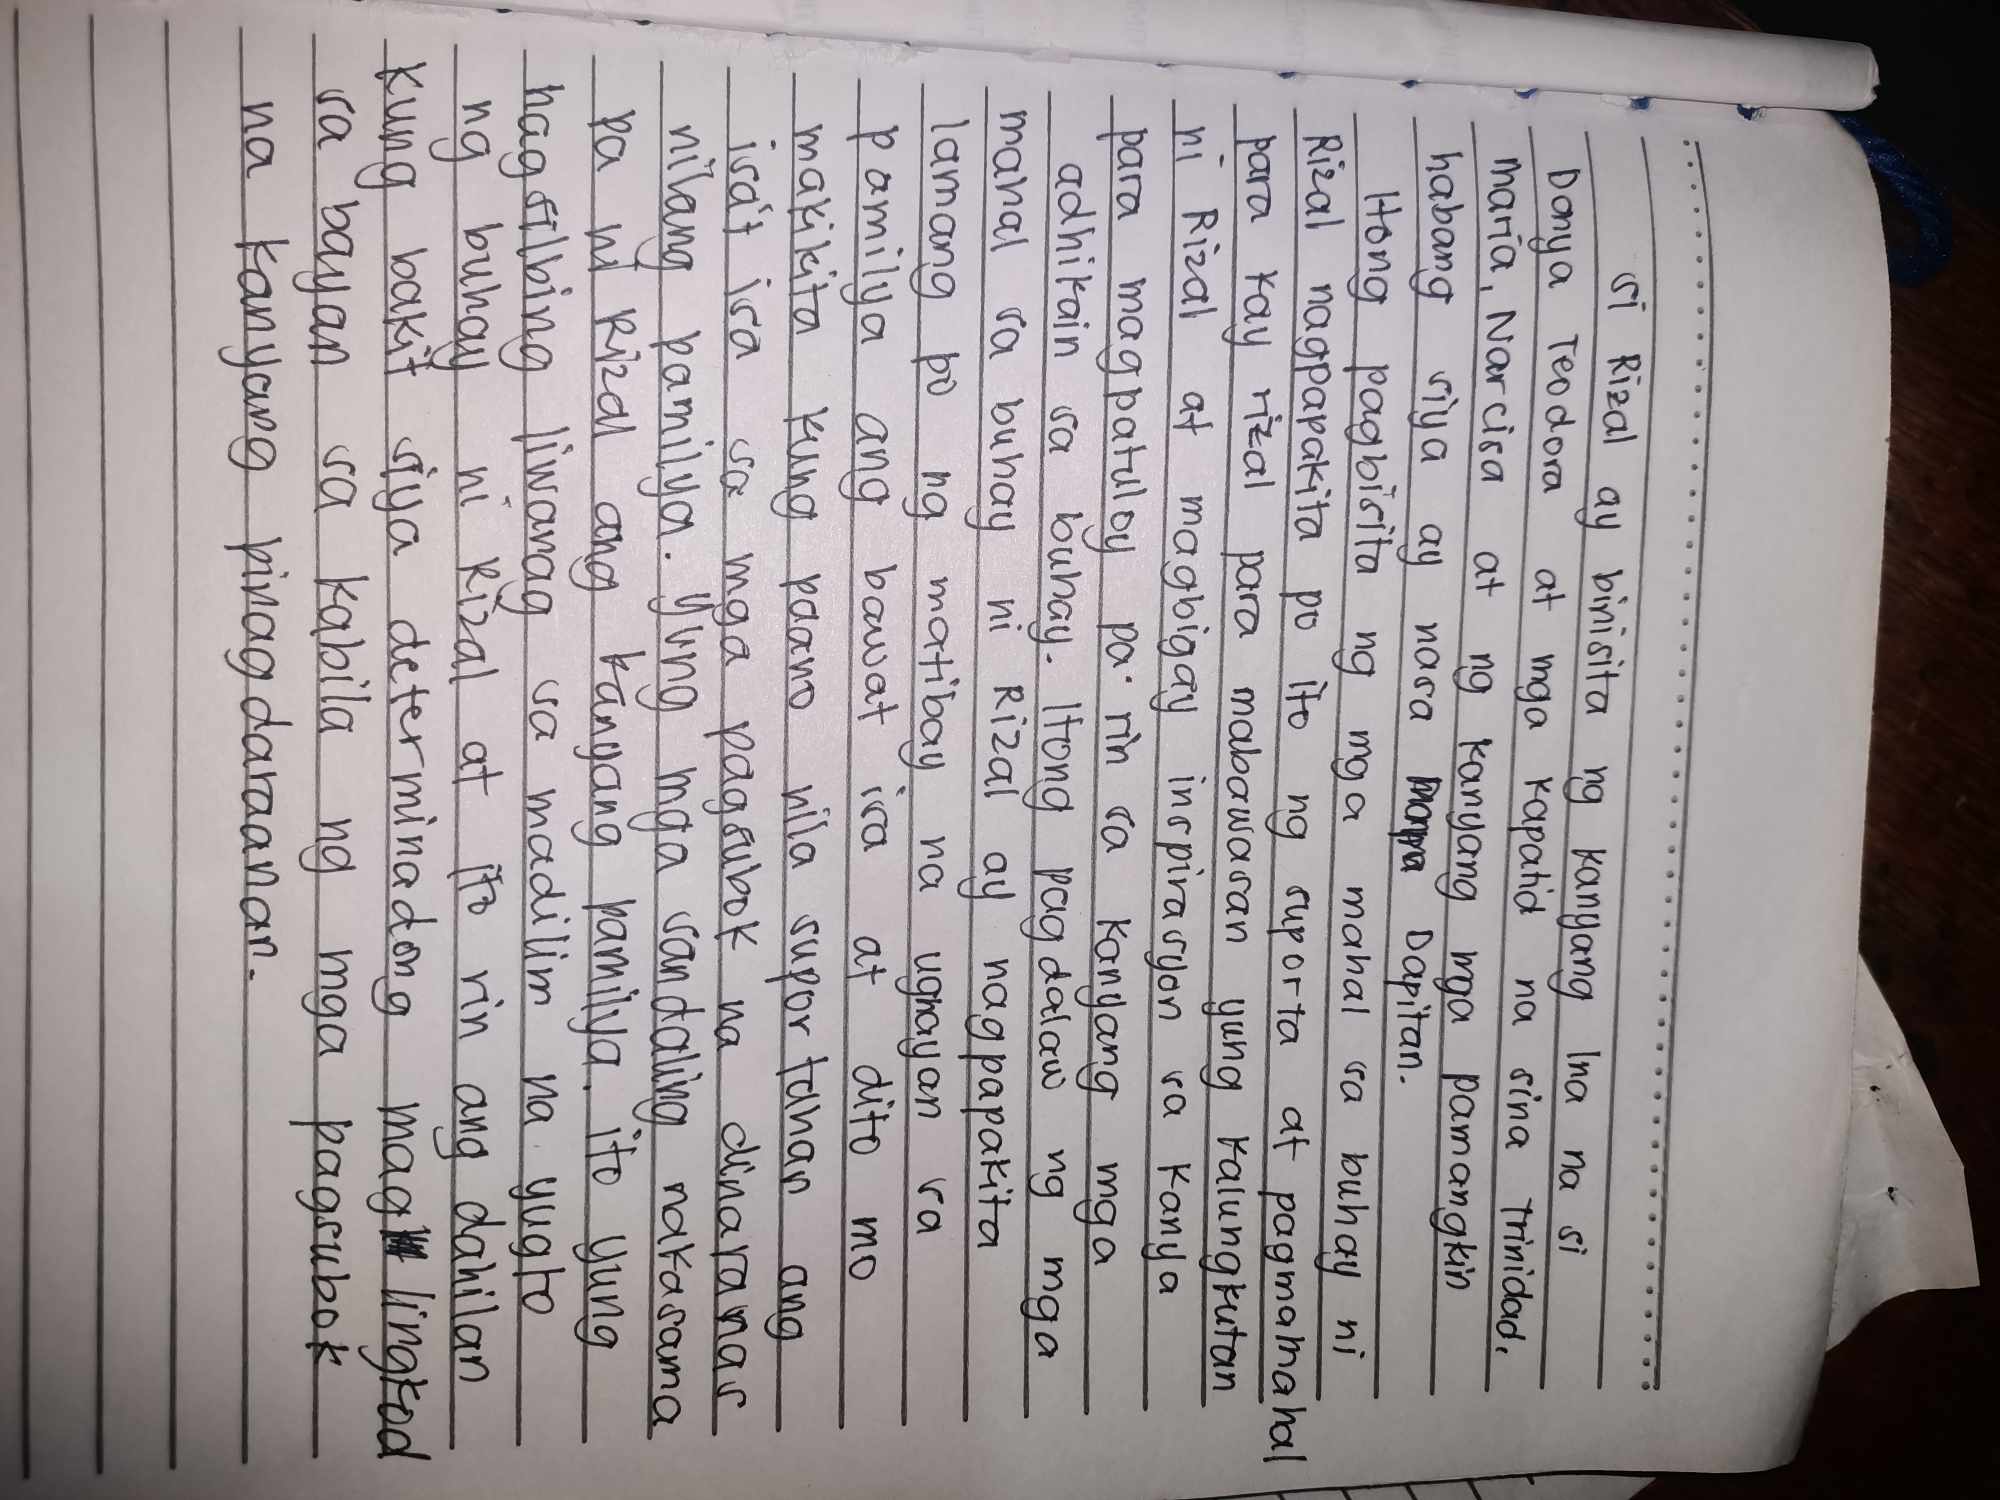 si Rizal ay binisita ng kanyang Ina na si
Donya Teodora at mga kapatid na sina Trinidad,
maria, Narcisa at ng kanyang mga pamangkin
habang siya ay nasa Dapitan.
Itong pagbisita ng mga mahal sa buhay ni
Rizal nagpapakita po ito ng suporta at pagmamahal
para kay rizal para mabawasan yung kalungkutan
ni Rizal at magbigay inspirasyon sa kanya
para magpatuloy pa rin sa kanyang mga
adhikain sa buhay. Itong pagdalaw ng mga
mahal sa buhay ni Rizal ay nagpapakita
lamang po ng matibay na ugnayan sa
pamilya ang bawat isa at dito mo
makikita kung paano nila suportahan ang
isa't isa sa mga pagsubok na dinaranas
nilang pamilya. Yung mga sandaling nakasama
pa ni Rizal ang kanyang pamilya. ito yung
nagsilbing liwanag sa madilim na yugto
ng buhay ni Rizal at ito rin ang dahilan
kung bakit siya determinadong mag lingkod
sa bayan sa kabila ng mga pagsubok
na kanyang pinagdaraanan.